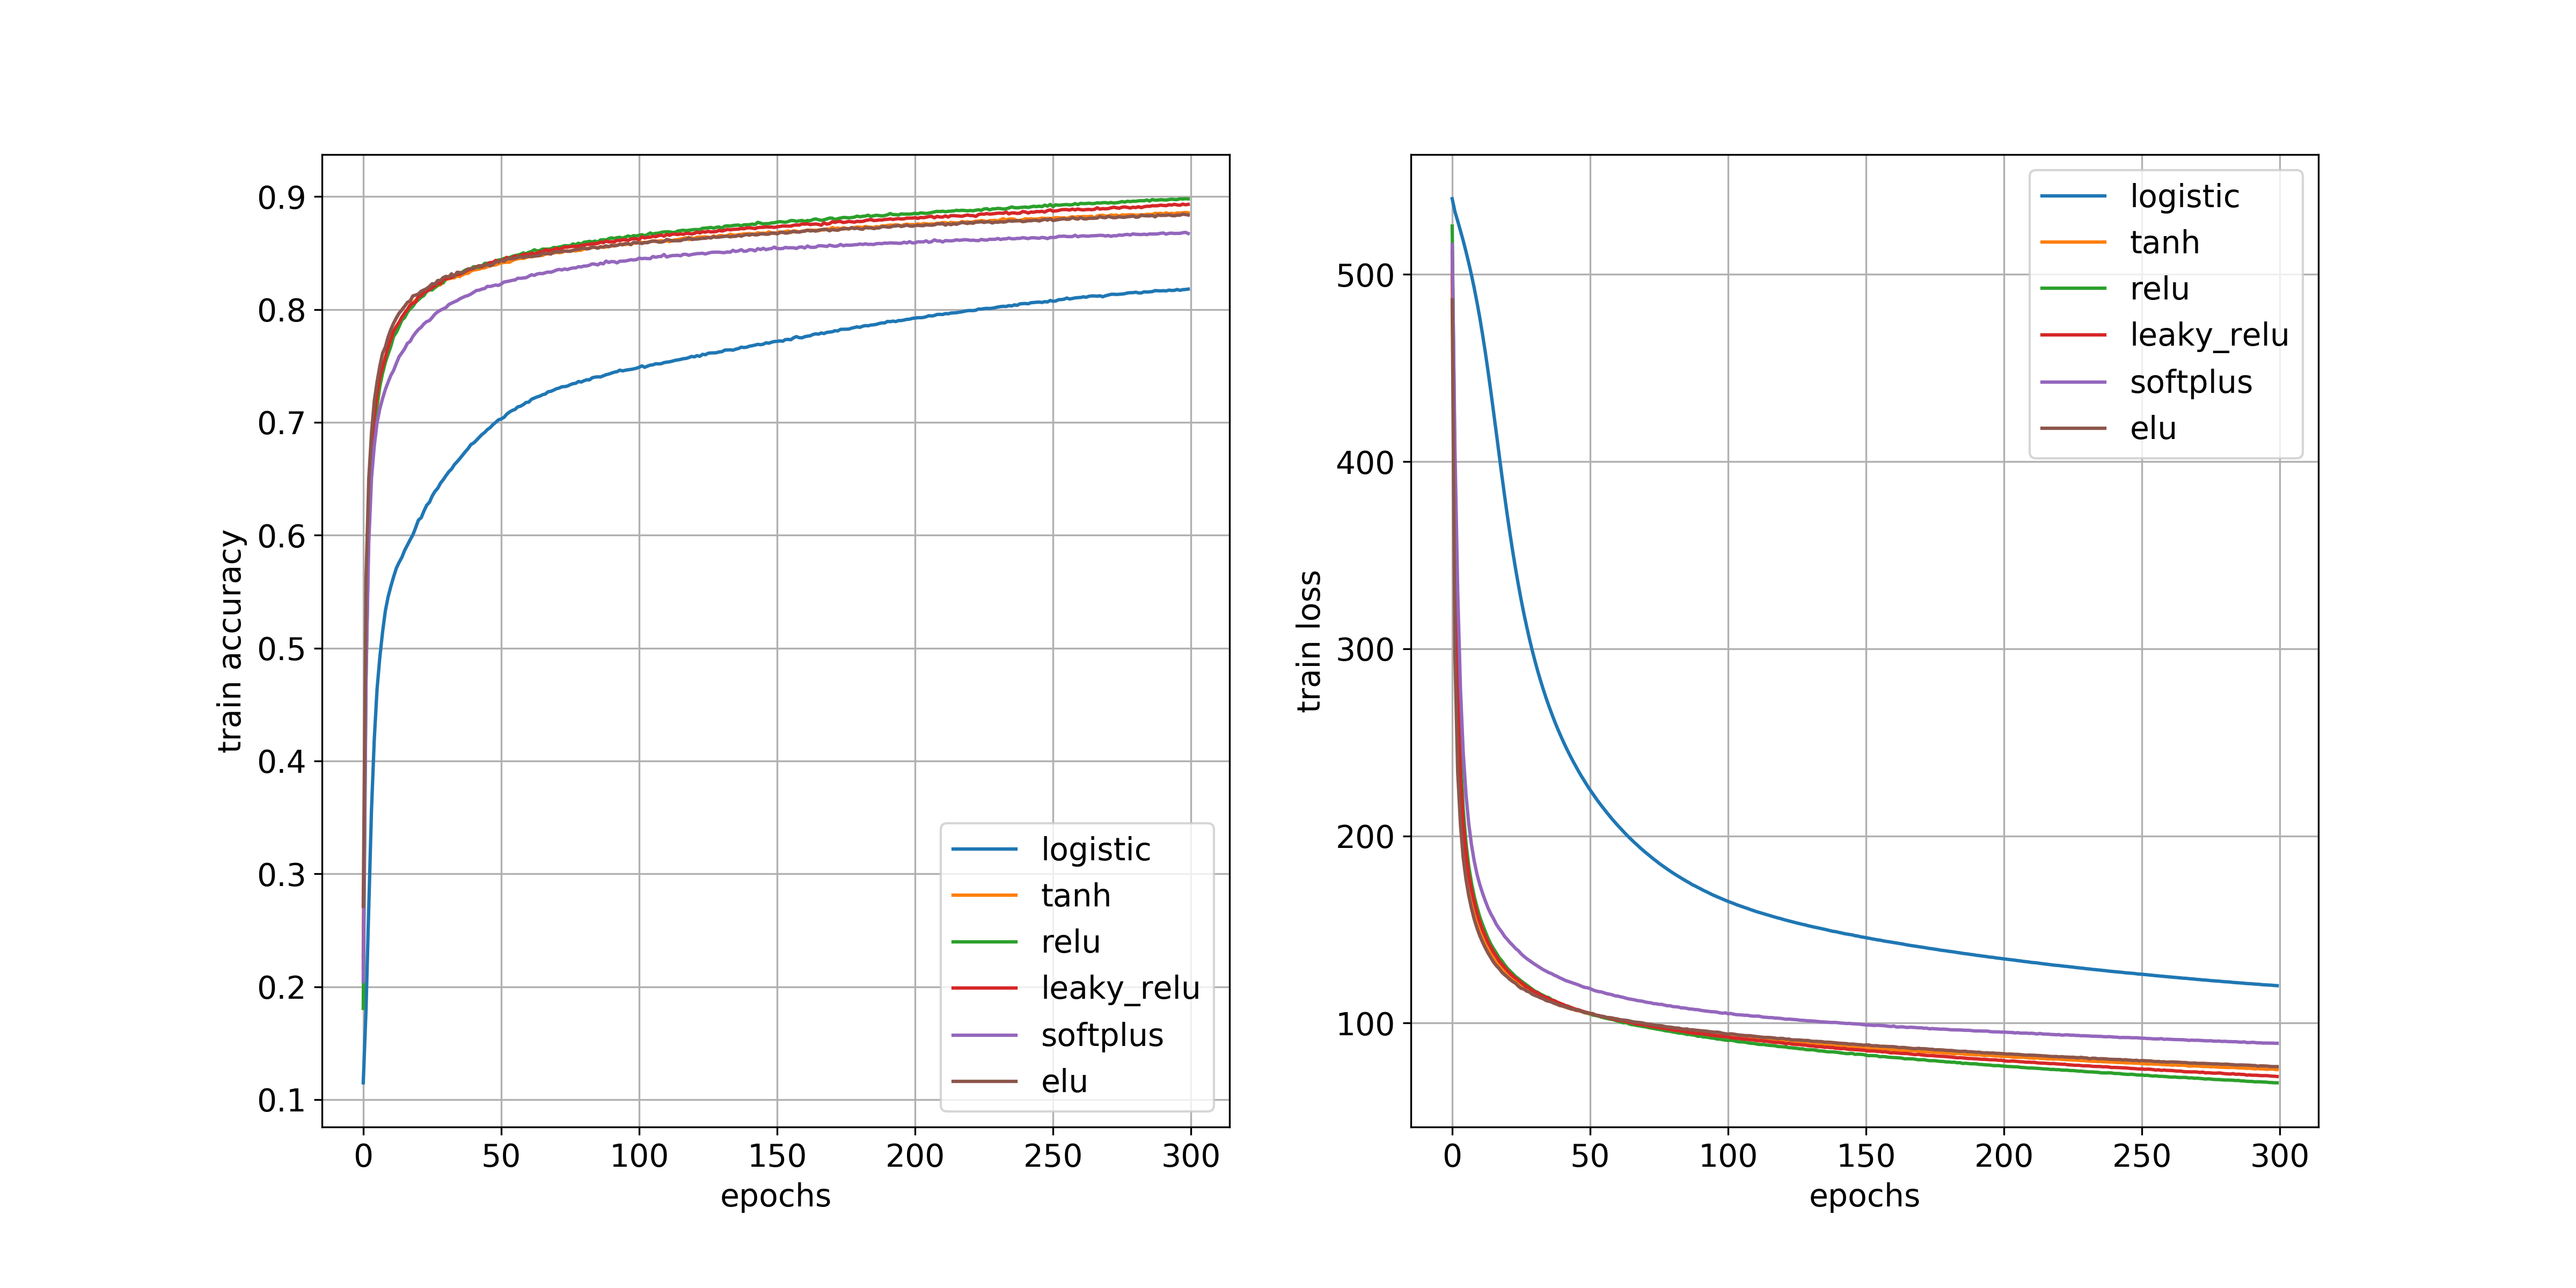 train accuracy
0.9
0.8
0.7
0.6
0.5
0.4
0.3
0.2
0.1
logistic
tanh
relu
leaky_relu
softplus
elu
0 50 100 150 200 250 300
epochs
train loss
500
400
300
200
100
logistic
tanh
relu
leaky_relu
softplus
elu
0 50 100 150 200 250 300
epochs